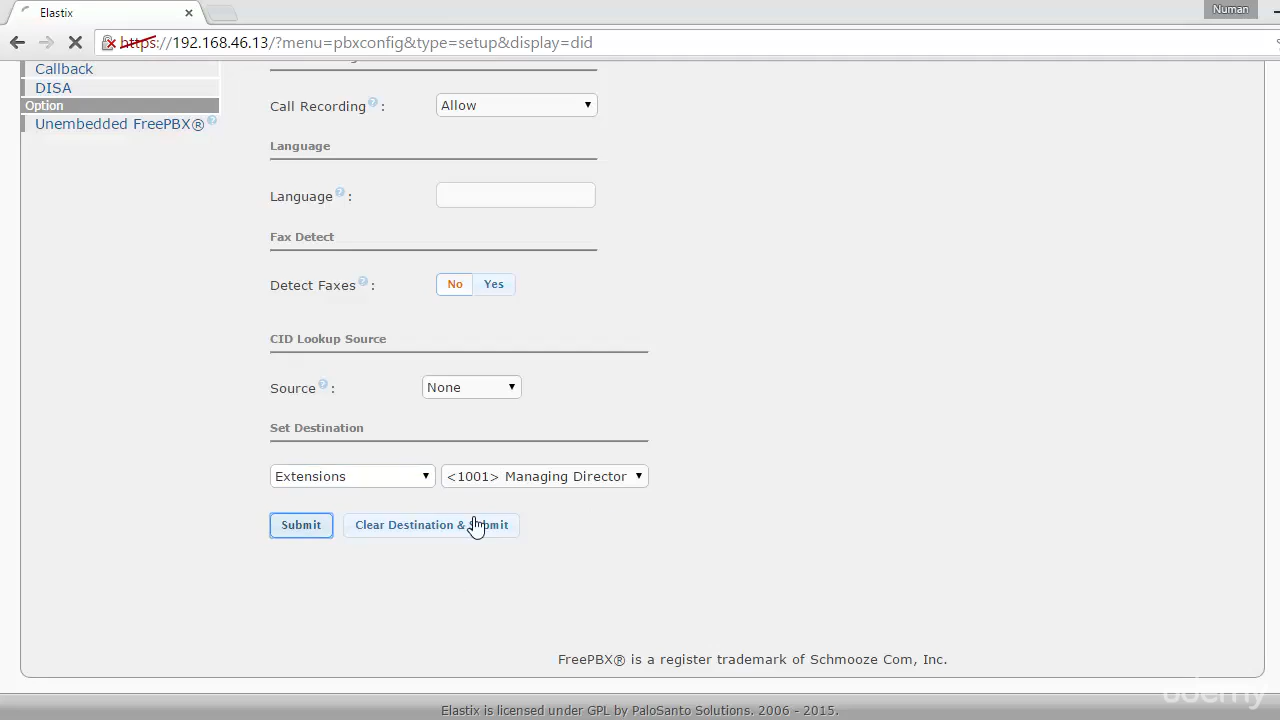 Elastix
Numan
https://192.168.46.13/?menu=pbxconfig&type=setup&display=did
Callback
DISA
Option
Unembedded FreePBX®
Call Recording :
Allow
Language
Language :
Fax Detect
Detect Faxes :
No Yes
CID Lookup Source
Source :
None
Set Destination
Extensions
<1001> Managing Director
Submit
Clear Destination & Submit
FreePBX® is a register trademark of Schmooze Com, Inc.
Elastix is licensed under GPL by PaloSanto Solutions. 2006 - 2015.
udemy